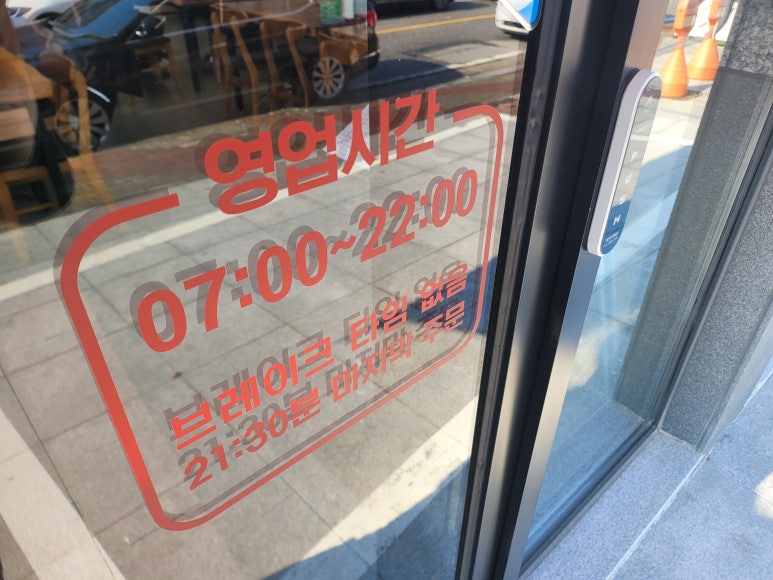 영업시간
07:00~22:00
브레이크 타임 없음
21:30분 마지막 주문
PUSH